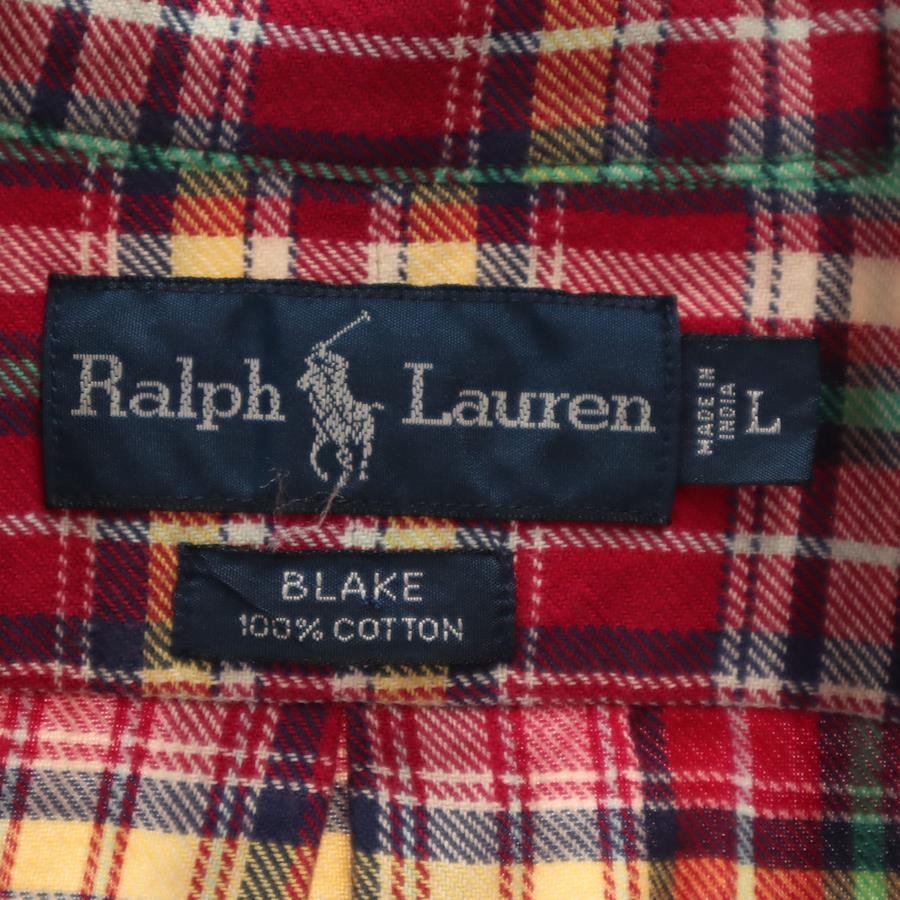 Ralph Lauren
MADE IN
INDIA
L
BLAKE
100% COTTON